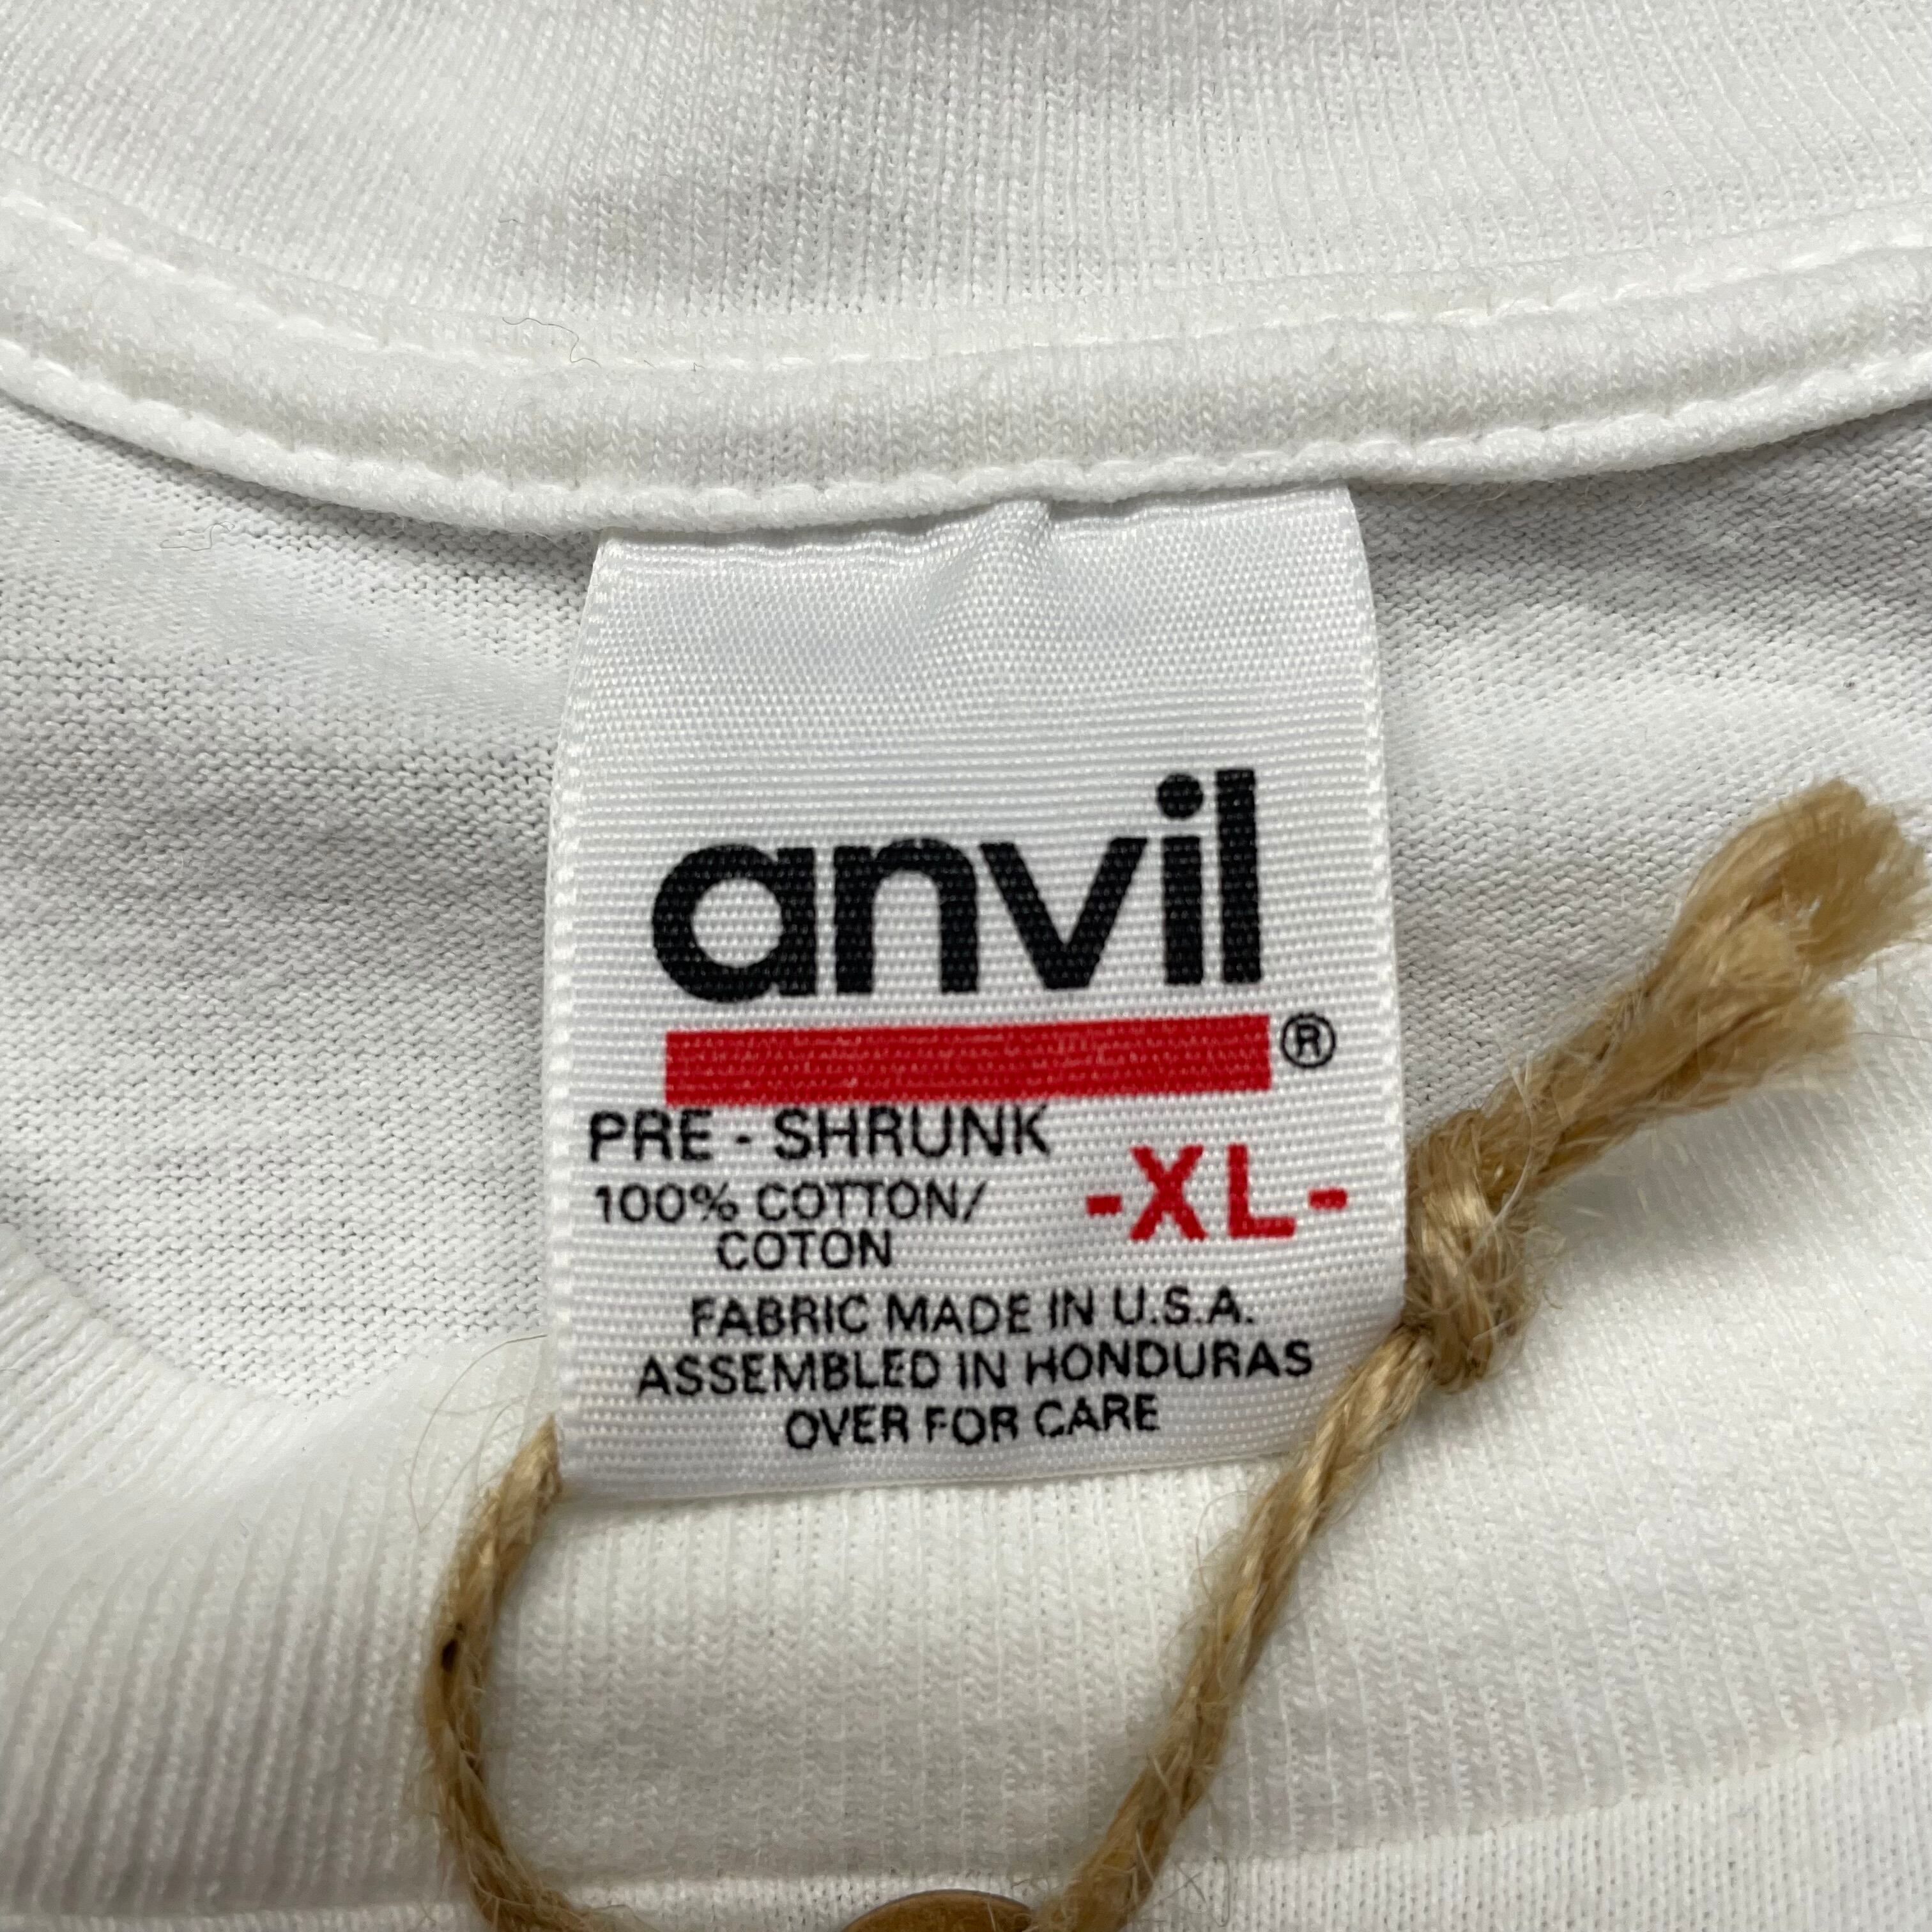 anvil
®
PRE - SHRUNK
100% COTTON/
COTON
-XL-
FABRIC MADE IN U.S.A.
ASSEMBLED IN HONDURAS
OVER FOR CARE